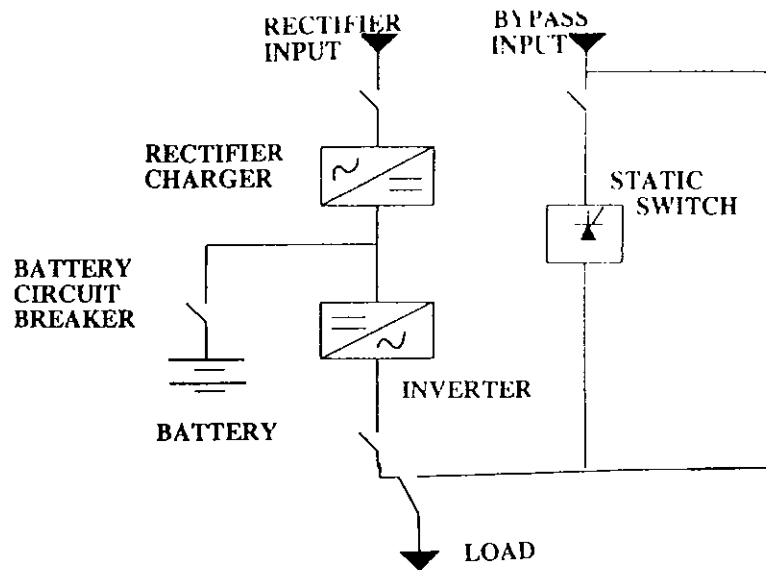 RECTIFIER
INPUT
BYPASS
INPUT
RECTIFIER
CHARGER
STATIC
SWITCH
BATTERY
CIRCUIT
BREAKER
INVERTER
BATTERY
LOAD